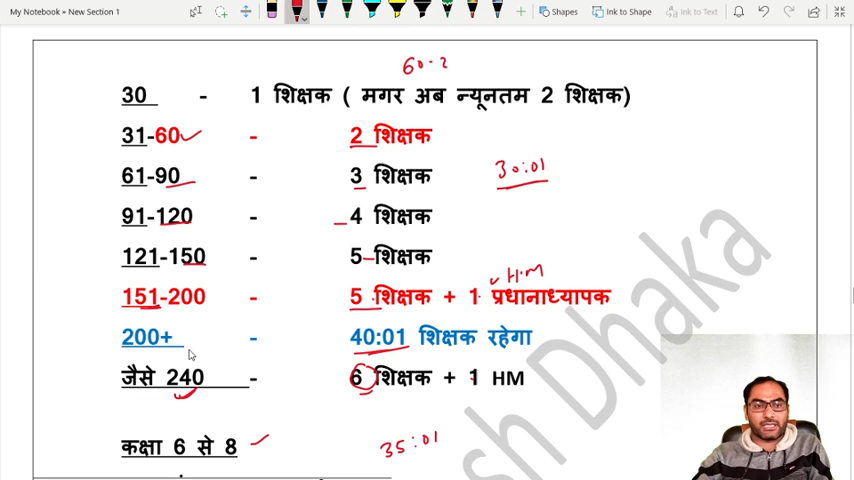 My Notebook » New Section 1
Shapes
Ink to Shape
Ink to Text
60-2
30 - 1 शिक्षक ( मगर अब न्यूनतम 2 शिक्षक)
31-60 - 2 शिक्षक
61-90 - 3 शिक्षक
30:01
91-120 - 4 शिक्षक
121-150 - 5 शिक्षक
H.M
151-200 - 5 शिक्षक + 1 प्रधानाध्यापक
200+ - 40:01 शिक्षक रहेगा
जैसे 240 - 6 शिक्षक + 1 HM
कक्षा 6 से 8
35:01
sh Dhaka